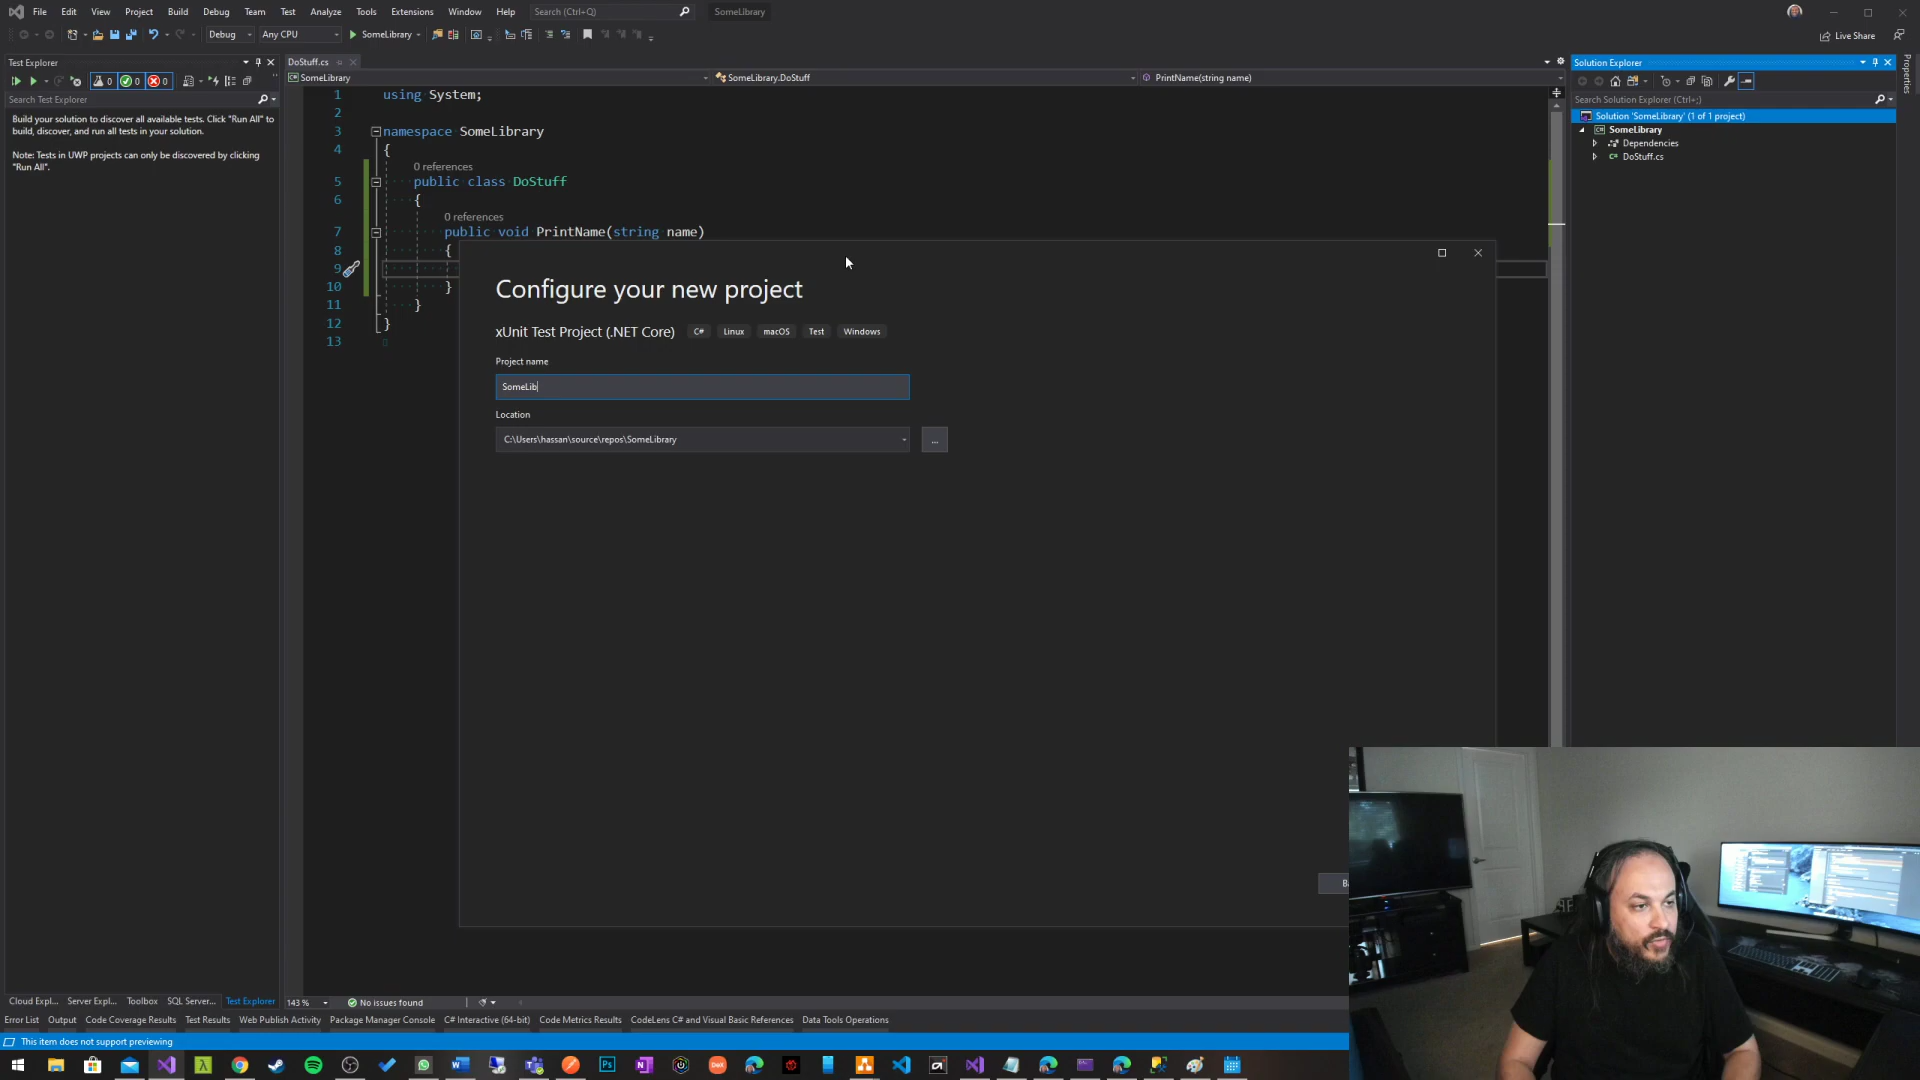 File Edit View Project Build Debug Team Test Analyze Tools Extensions Window Help Search (Ctrl+Q) SomeLibrary
Debug Any CPU SomeLibrary Live Share
Test Explorer
0 0 0
Search Test Explorer
Build your solution to discover all available tests. Click "Run All" to
build, discover, and run all tests in your solution.
Note: Tests in UWP projects can only be discovered by clicking
"Run All".
DoStuff.cs
SomeLibrary SomeLibrary.DoStuff PrintName(string name)
1 using System;
2
3 namespace SomeLibrary
4 {
0 references
5 public class DoStuff
6 {
0 references
7 public void PrintName(string name)
8 {
9
10 }
11 }
12 }
13
Configure your new project
xUnit Test Project (.NET Core) C# Linux macOS Test Windows
Project name
SomeLib
Location
C:\Users\hassan\source\repos\SomeLibrary
...
Solution Explorer
Search Solution Explorer (Ctrl+;)
Solution 'SomeLibrary' (1 of 1 project)
SomeLibrary
Dependencies
C# DoStuff.cs
Properties
Cloud Expl... Server Expl... Toolbox SQL Server... Test Explorer
143 % No issues found
Error List Output Code Coverage Results Test Results Web Publish Activity Package Manager Console C# Interactive (64-bit) Code Metrics Results CodeLens C# and Visual Basic References Data Tools Operations
This item does not support previewing